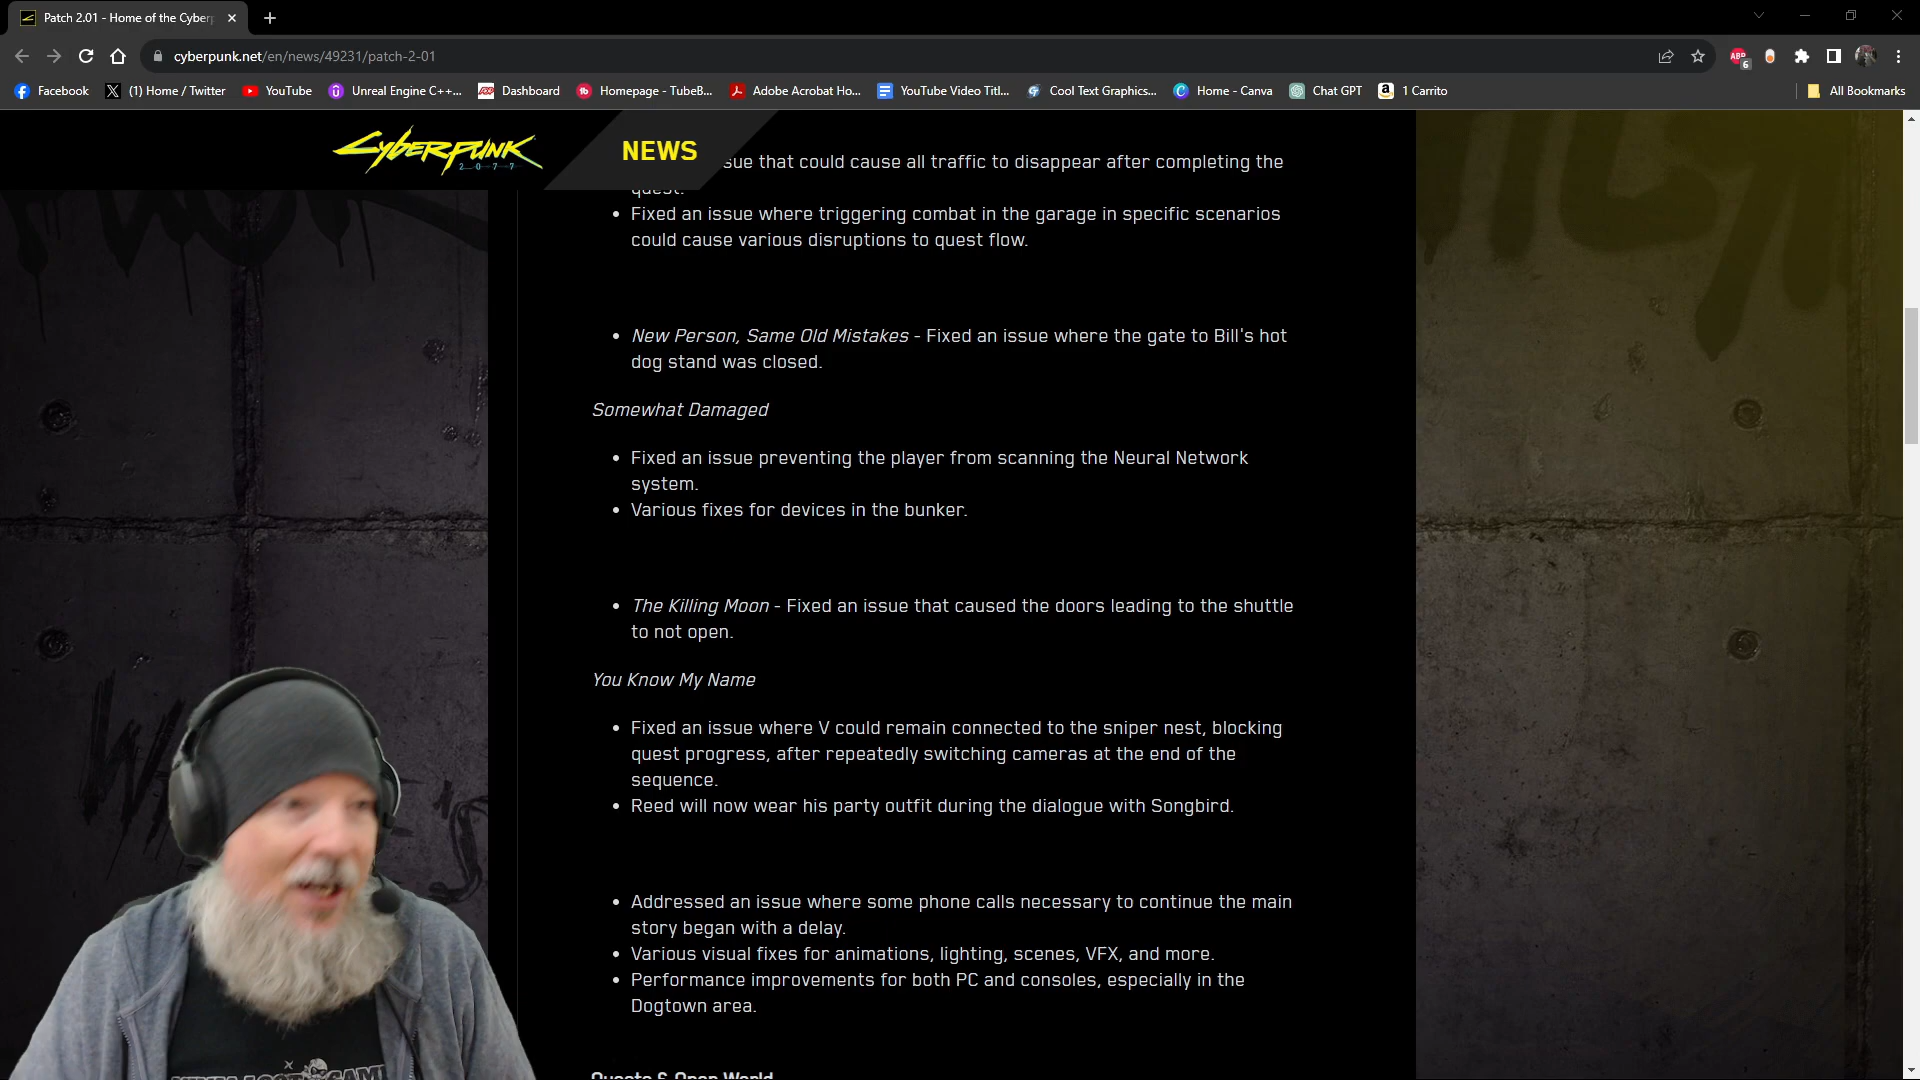 Patch 2.01 - Home of the Cyberp
cyberpunk.net/en/news/49231/patch-2-01
ABP
6
Facebook
(1) Home / Twitter
YouTube
Unreal Engine C++...
Dashboard
Homepage - TubeB...
Adobe Acrobat Ho...
YouTube Video Titl...
Cool Text Graphics...
Home - Canva
Chat GPT
1 Carrito
All Bookmarks
Cyberpunk
2077
NEWS
sue that could cause all traffic to disappear after completing the
quest.
• Fixed an issue where triggering combat in the garage in specific scenarios
could cause various disruptions to quest flow.
• New Person, Same Old Mistakes - Fixed an issue where the gate to Bill's hot
dog stand was closed.
Somewhat Damaged
• Fixed an issue preventing the player from scanning the Neural Network
system.
• Various fixes for devices in the bunker.
• The Killing Moon - Fixed an issue that caused the doors leading to the shuttle
to not open.
You Know My Name
• Fixed an issue where V could remain connected to the sniper nest, blocking
quest progress, after repeatedly switching cameras at the end of the
sequence.
• Reed will now wear his party outfit during the dialogue with Songbird.
• Addressed an issue where some phone calls necessary to continue the main
story began with a delay.
• Various visual fixes for animations, lighting, scenes, VFX, and more.
• Performance improvements for both PC and consoles, especially in the
Dogtown area.
Quests & Open World